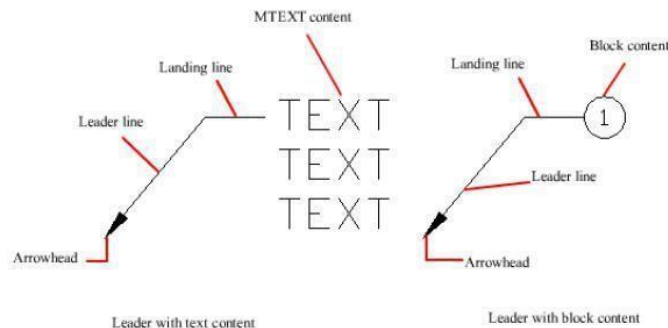 MTEXT content
Landing line
Leader line
TEXT
TEXT
TEXT
Arrowhead
Leader with text content
Block content
Landing line
1
Leader line
Arrowhead
Leader with block content